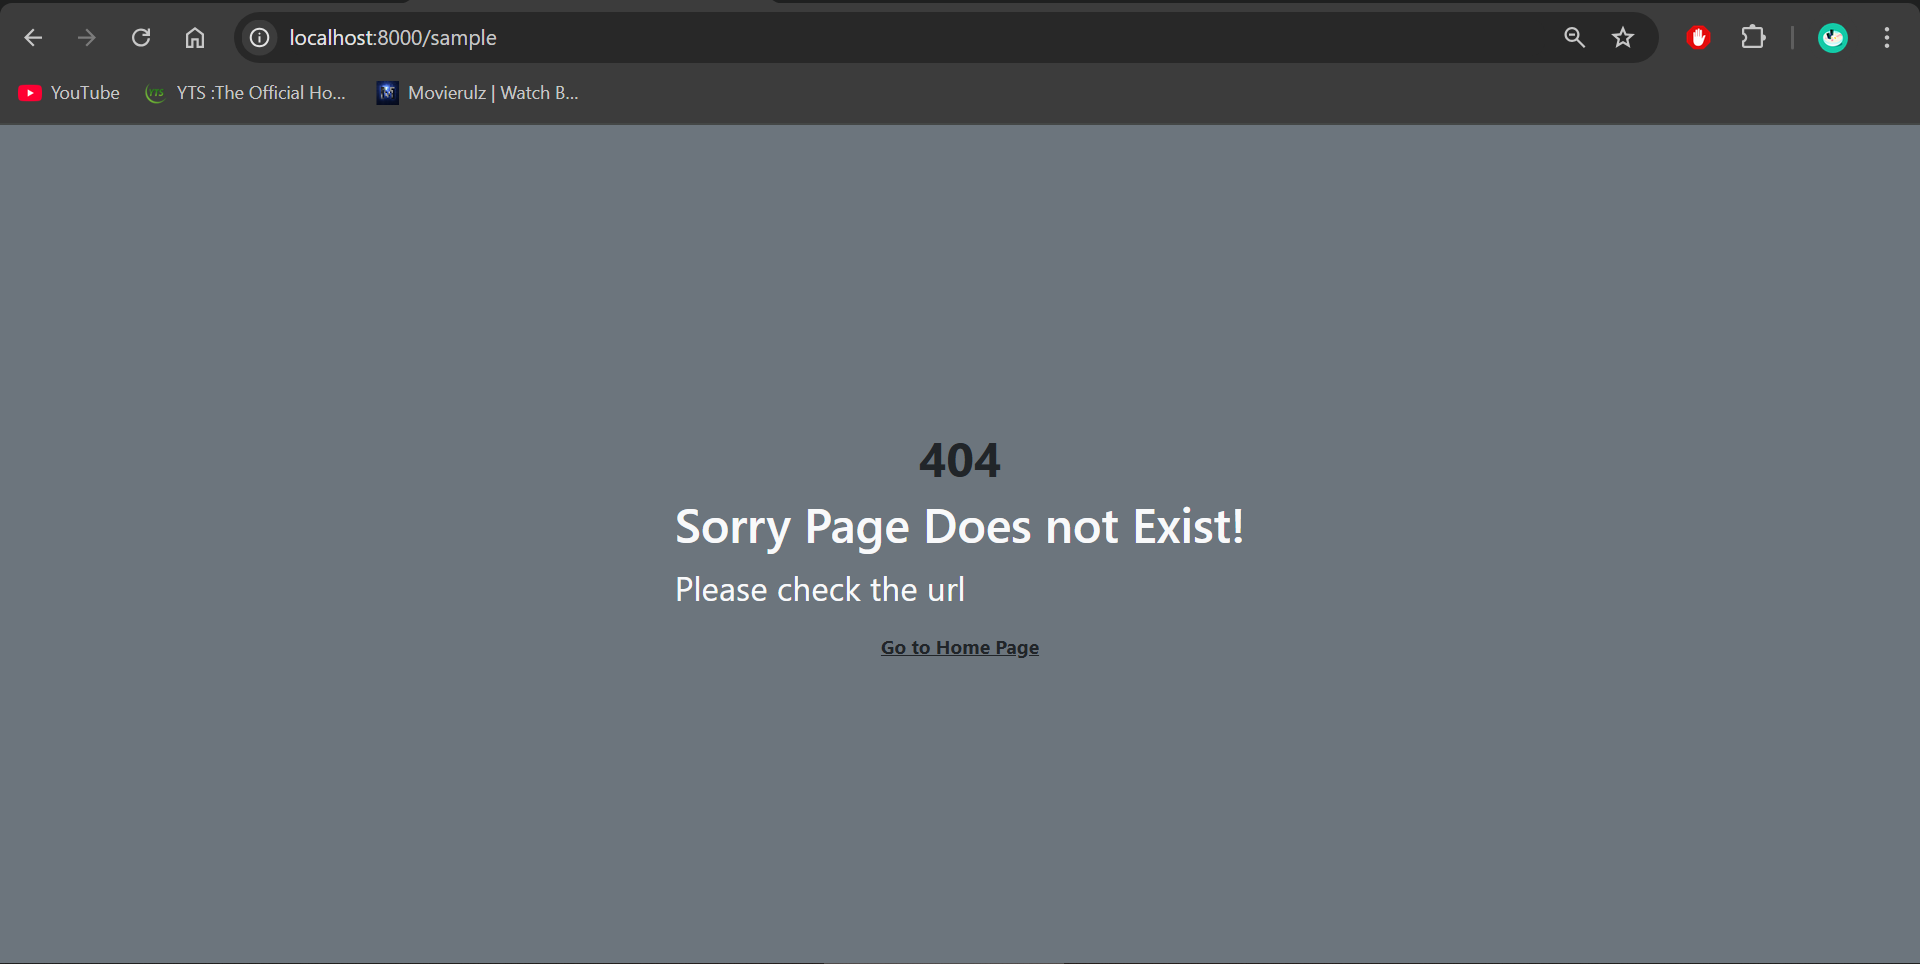 localhost:8000/sample
YouTube
YTS YTS :The Official Ho...
Movierulz | Watch B...
404
Sorry Page Does not Exist!
Please check the url
Go to Home Page